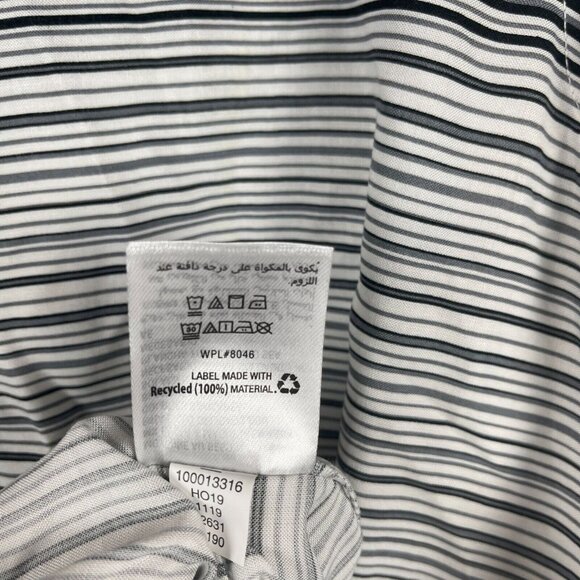 يُكوى بالمكواة على درجة دافئة عند
اللزوم.
WPL#8046
LABEL MADE WITH
Recycled (100%) MATERIAL
100013316
HO19
1119
2631
190